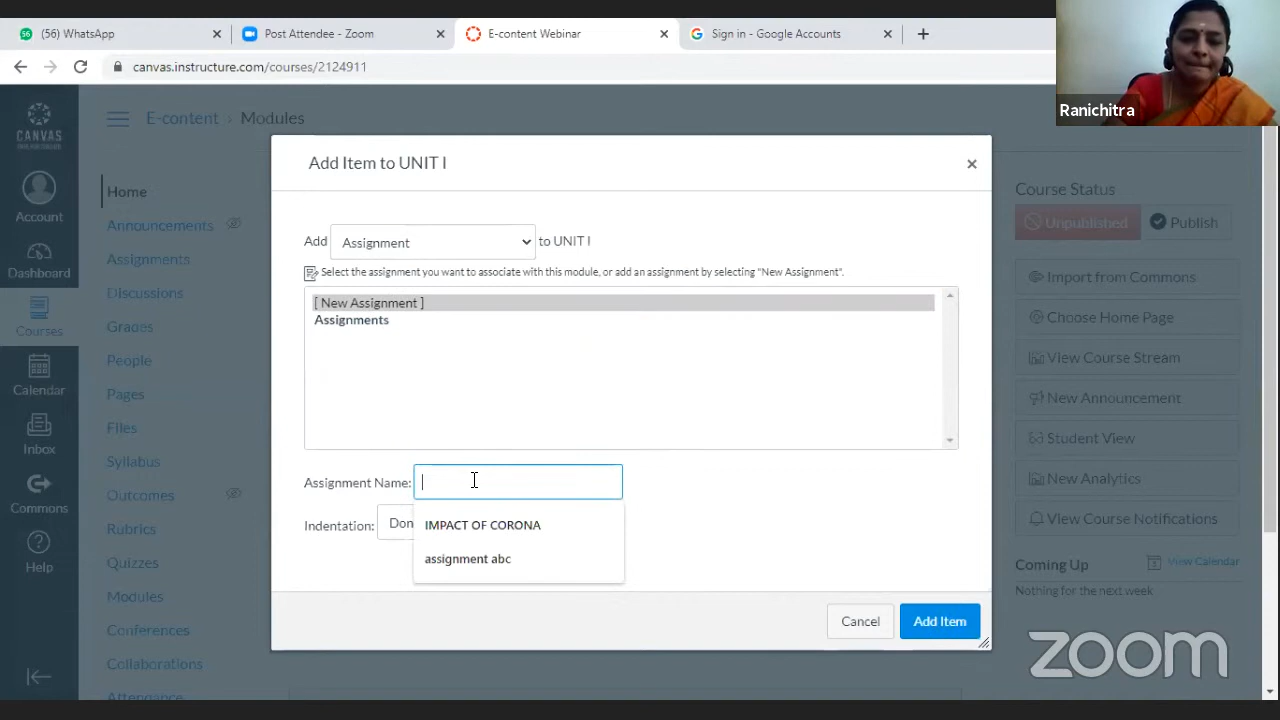 (56) WhatsApp
Post Attendee - Zoom
E-content Webinar
Sign in - Google Accounts
canvas.instructure.com/courses/2124911
Ranichitra
CANVAS
Account
Dashboard
Courses
Calendar
Inbox
Commons
Help
E-content › Modules
Home
Announcements
Assignments
Discussions
Grades
People
Pages
Files
Syllabus
Outcomes
Rubrics
Quizzes
Modules
Conferences
Collaborations
Attendance
Add Item to UNIT I
Add Assignment to UNIT I
Select the assignment you want to associate with this module, or add an assignment by selecting "New Assignment".
[ New Assignment ]
Assignments
Assignment Name:
Indentation: Don
IMPACT OF CORONA
assignment abc
Cancel
Add Item
Course Status
Unpublished
Publish
Import from Commons
Choose Home Page
View Course Stream
New Announcement
Student View
New Analytics
View Course Notifications
Coming Up
View Calendar
Nothing for the next week
zoom